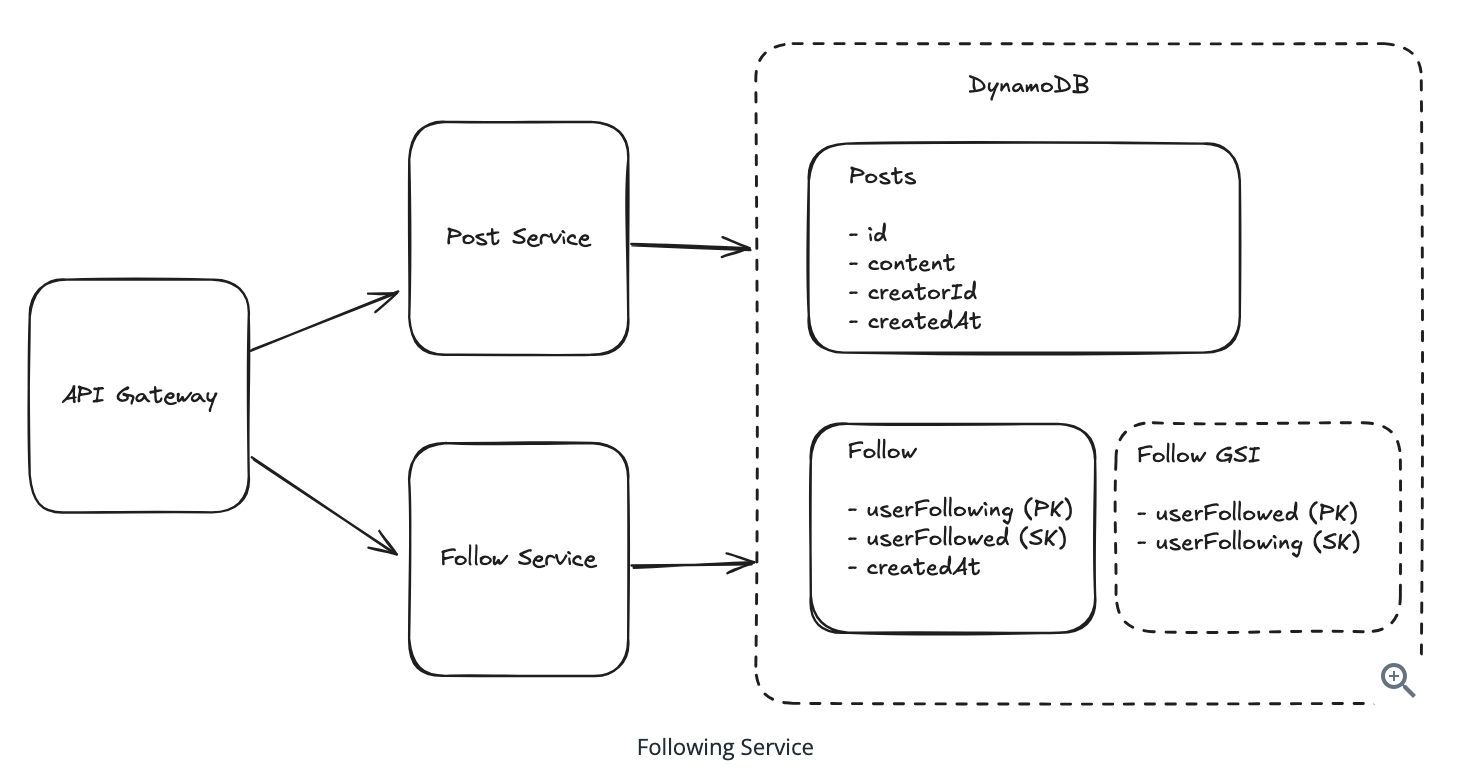 DynamoDB
Posts
- id
- content
- creatorId
- createdAt
Post Service
API Gateway
Follow
- userFollowing (PK)
- userFollowed (SK)
- createdAt
Follow GSI
- userFollowed (PK)
- userFollowing (SK)
Follow Service
Following Service